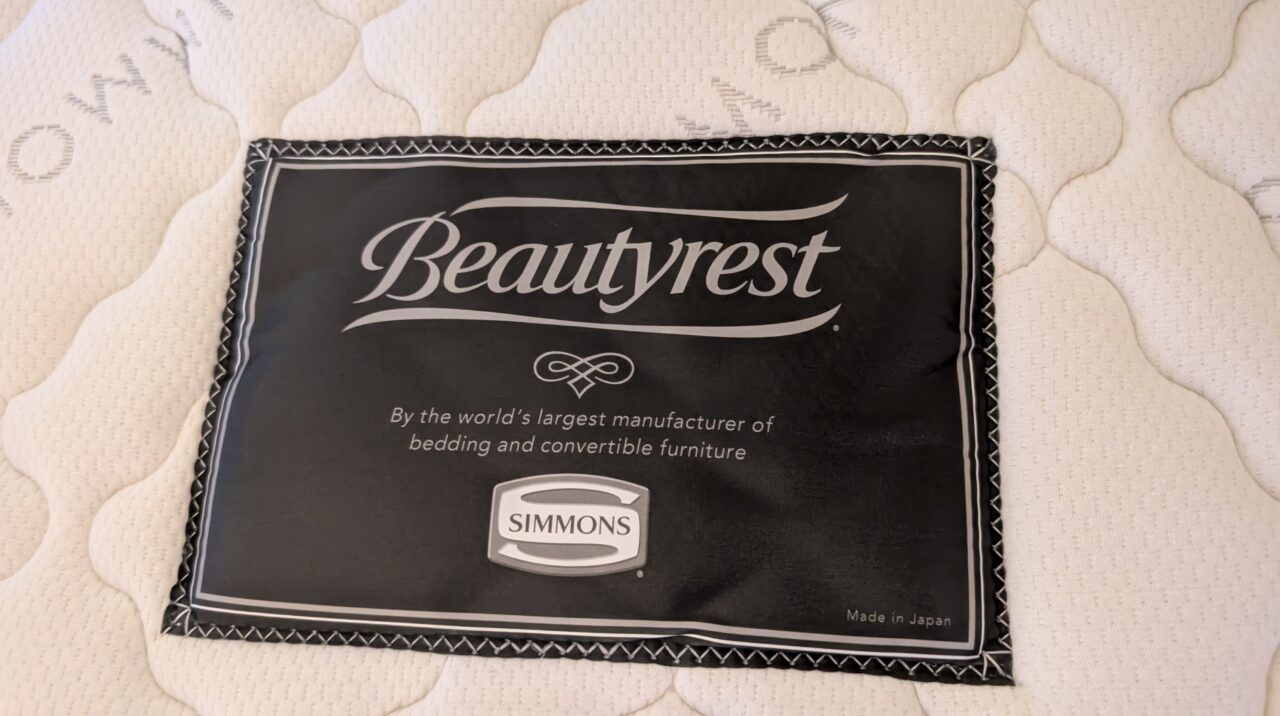 Beautyrest
By the world's largest manufacturer of
bedding and convertible furniture
SIMMONS
Made in Japan